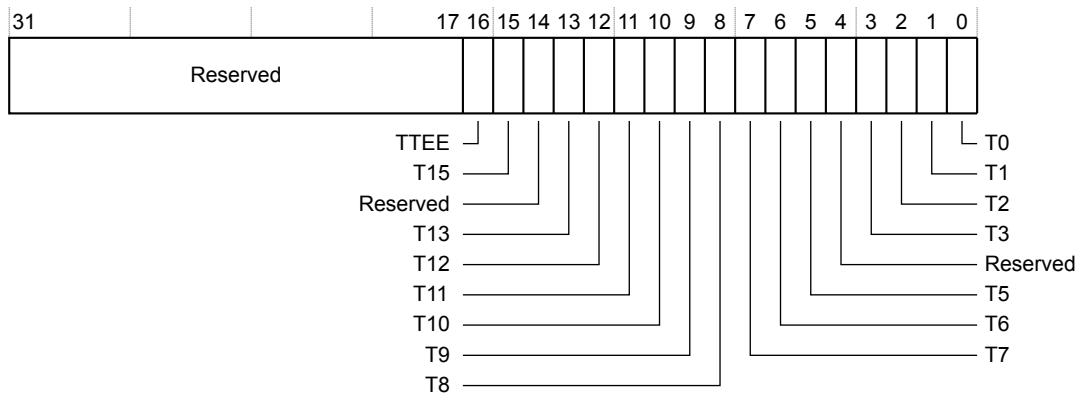 31 17 16 15 14 13 12 11 10 9 8 7 6 5 4 3 2 1 0
Reserved
TTEE T0
T15 T1
Reserved T2
T13 T3
T12 Reserved
T11 T5
T10 T6
T9 T7
T8